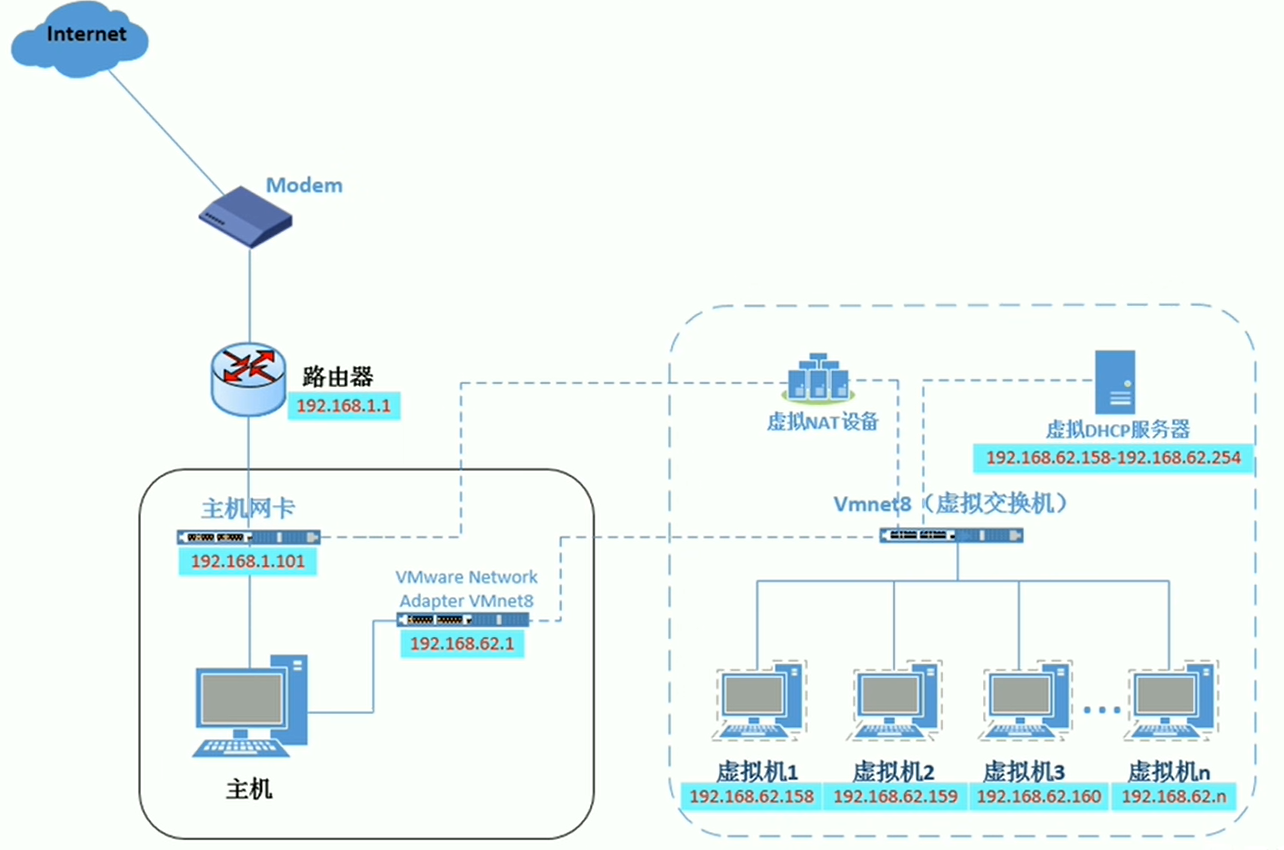 Internet
Modem
路由器
192.168.1.1
虚拟NAT设备
虚拟DHCP服务器
192.168.62.158-192.168.62.254
主机网卡
192.168.1.101
Vmnet8（虚拟交换机）
VMware Network
Adapter VMnet8
192.168.62.1
主机
虚拟机1
虚拟机2
虚拟机3
虚拟机n
192.168.62.158
192.168.62.159
192.168.62.160
192.168.62.n